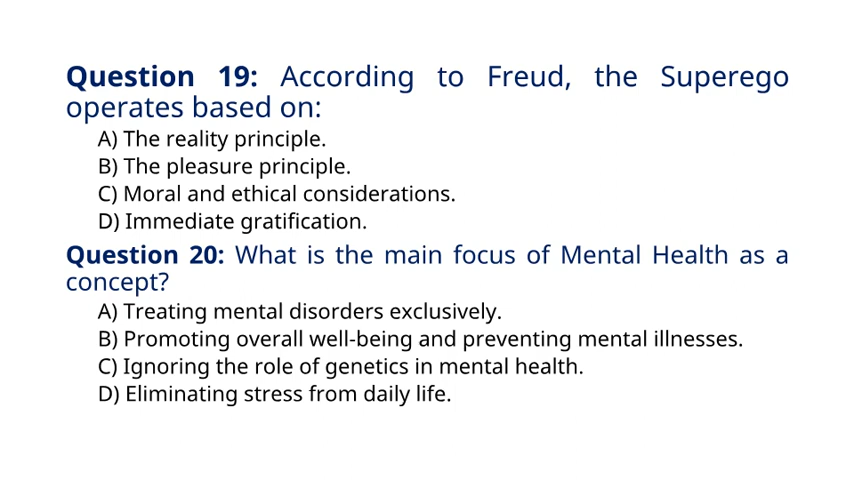 Question 19: According to Freud, the Superego
operates based on:
A) The reality principle.
B) The pleasure principle.
C) Moral and ethical considerations.
D) Immediate gratification.
Question 20: What is the main focus of Mental Health as a
concept?
A) Treating mental disorders exclusively.
B) Promoting overall well-being and preventing mental illnesses.
C) Ignoring the role of genetics in mental health.
D) Eliminating stress from daily life.